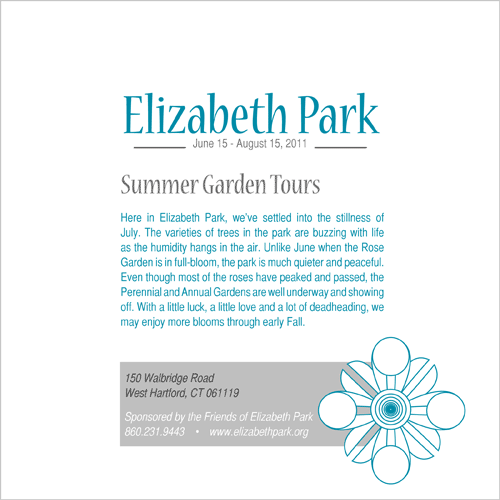 Elizabeth Park
June 15 - August 15, 2011
Summer Garden Tours
Here in Elizabeth Park, we've settled into the stillness of
July. The varieties of trees in the park are buzzing with life
as the humidity hangs in the air. Unlike June when the Rose
Garden is in full-bloom, the park is much quieter and peaceful.
Even though most of the roses have peaked and passed, the
Perennial and Annual Gardens are well underway and showing
off. With a little luck, a little love and a lot of deadheading, we
may enjoy more blooms through early Fall.
150 Walbridge Road
West Hartford, CT 061119
Sponsored by the Friends of Elizabeth Park
860.231.9443 • www.elizabethpark.org